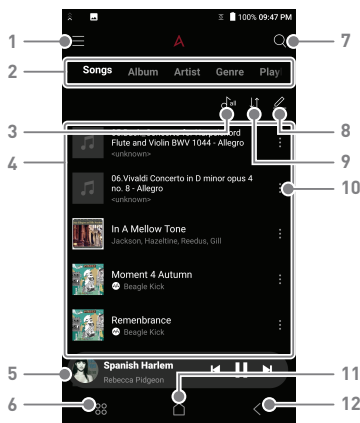 100% 09:47 PM
1
7
2
Songs Album Artist Genre Play
all
3
8
4
9
Flute and Violin BWV 1044 - Allegro
<unknown>
06.Vivaldi Concerto in D minor opus 4
no. 8 - Allegro
<unknown>
10
In A Mellow Tone
Jackson, Hazeltine, Reedus, Gill
Moment 4 Autumn
Beagle Kick
Remenbrance
Beagle Kick
5
Spanish Harlem
Rebecca Pidgeon
11
6
12